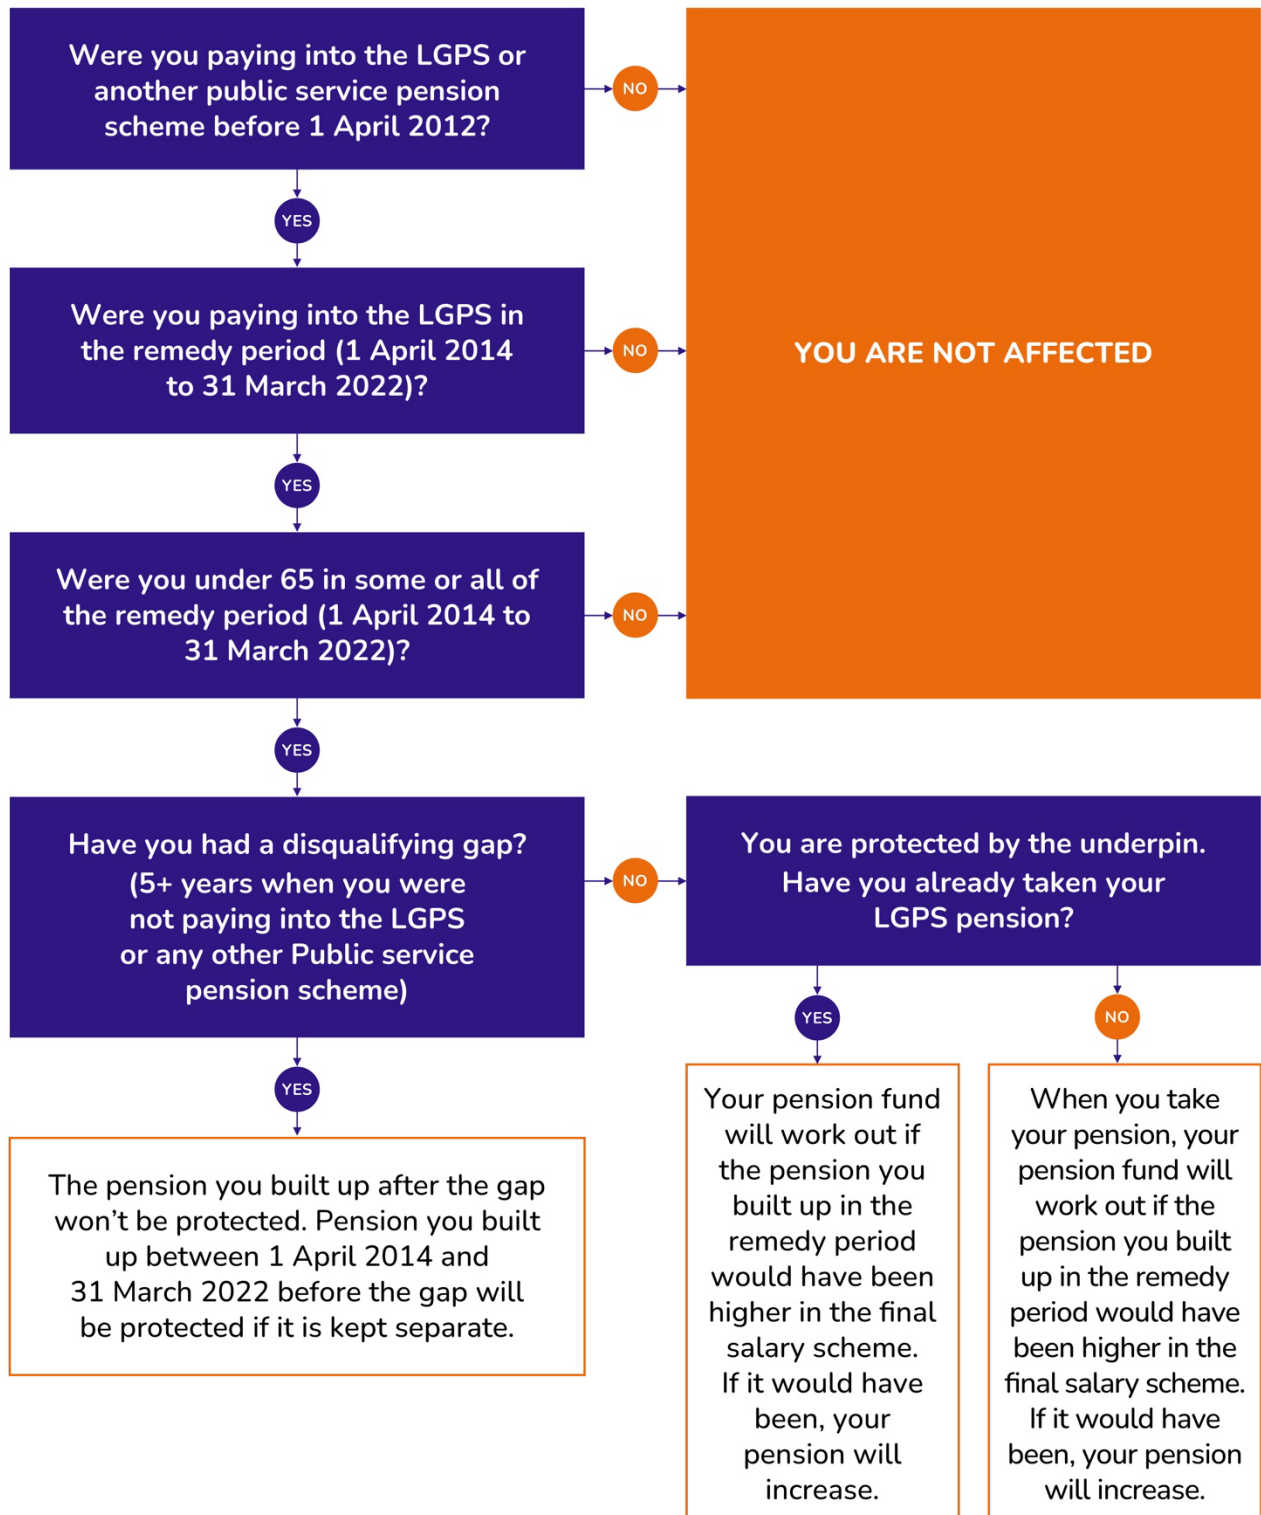 Were you paying into the LGPS or
another public service pension
scheme before 1 April 2012?
NO
YES
Were you paying into the LGPS in
the remedy period (1 April 2014
to 31 March 2022)?
NO
YOU ARE NOT AFFECTED
YES
Were you under 65 in some or all of
the remedy period (1 April 2014 to
31 March 2022)?
NO
YES
Have you had a disqualifying gap?
(5+ years when you were
not paying into the LGPS
or any other Public service
pension scheme)
NO
You are protected by the underpin.
Have you already taken your
LGPS pension?
YES
The pension you built up after the gap
won't be protected. Pension you built
up between 1 April 2014 and
31 March 2022 before the gap will
be protected if it is kept separate.
YES
Your pension fund
will work out if
the pension you
built up in the
remedy period
would have been
higher in the final
salary scheme.
If it would have
been, your
pension will
increase.
NO
When you take
your pension, your
pension fund will
work out if the
pension you built
up in the remedy
period would have
been higher in the
final salary scheme.
If it would have
been, your pension
will increase.